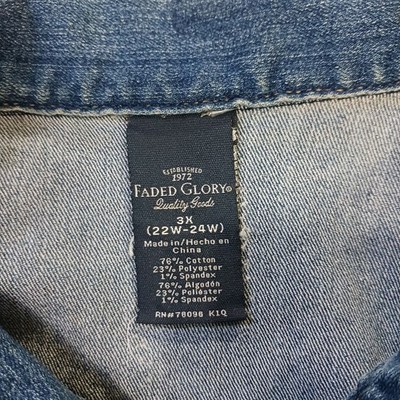 ESTABLISHED
1972
FADED GLORY®
Quality Goods
3X
(22W-24W)
Made in/Hecho en
China
76% Cotton
23% Polyester
1% Spandex
76% Algodón
23% Poliéster
1% Spandex
RN#78098 K1Q